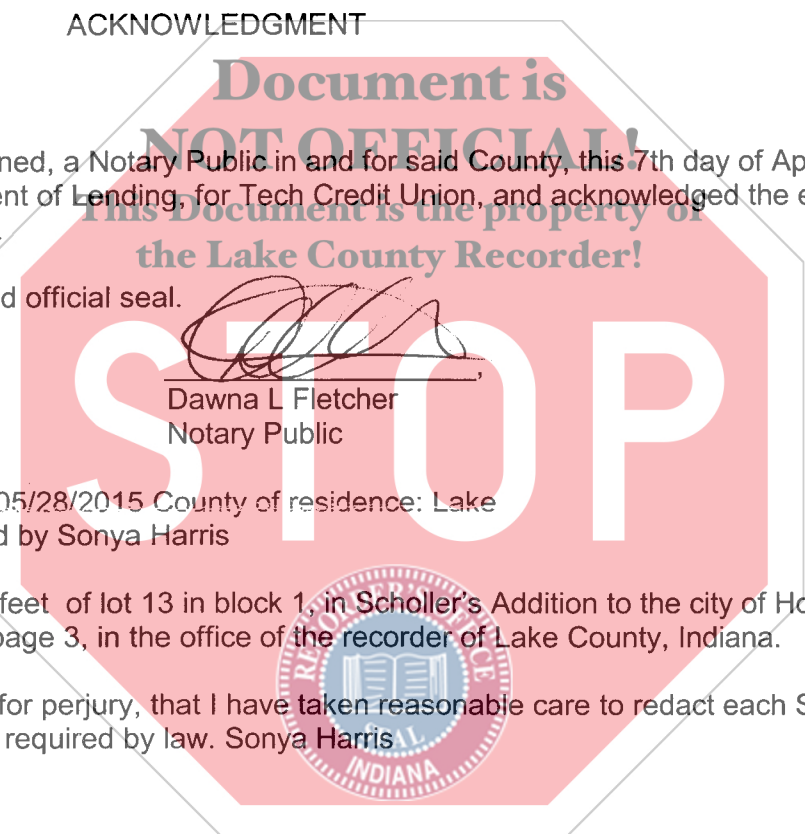 ACKNOWLEDGMENT
Document is
NOT OFFICIAL!
ned, a Notary Public in and for said County, this 7th day of Ap
ent of Lending, for Tech Credit Union, and acknowledged the e
This Document is the property of
.
the Lake County Recorder!
d official seal.
STOP
,
Dawna L Fletcher
Notary Public
05/28/2015 County of residence: Lake
d by Sonya Harris
feet of lot 13 in block 1, in Scholler's Addition to the city of Ho
page 3, in the office of the recorder of Lake County, Indiana.
for perjury, that I have taken reasonable care to redact each S
required by law. Sonya Harris
RECORDER'S OFFICE
SEAL
INDIANA